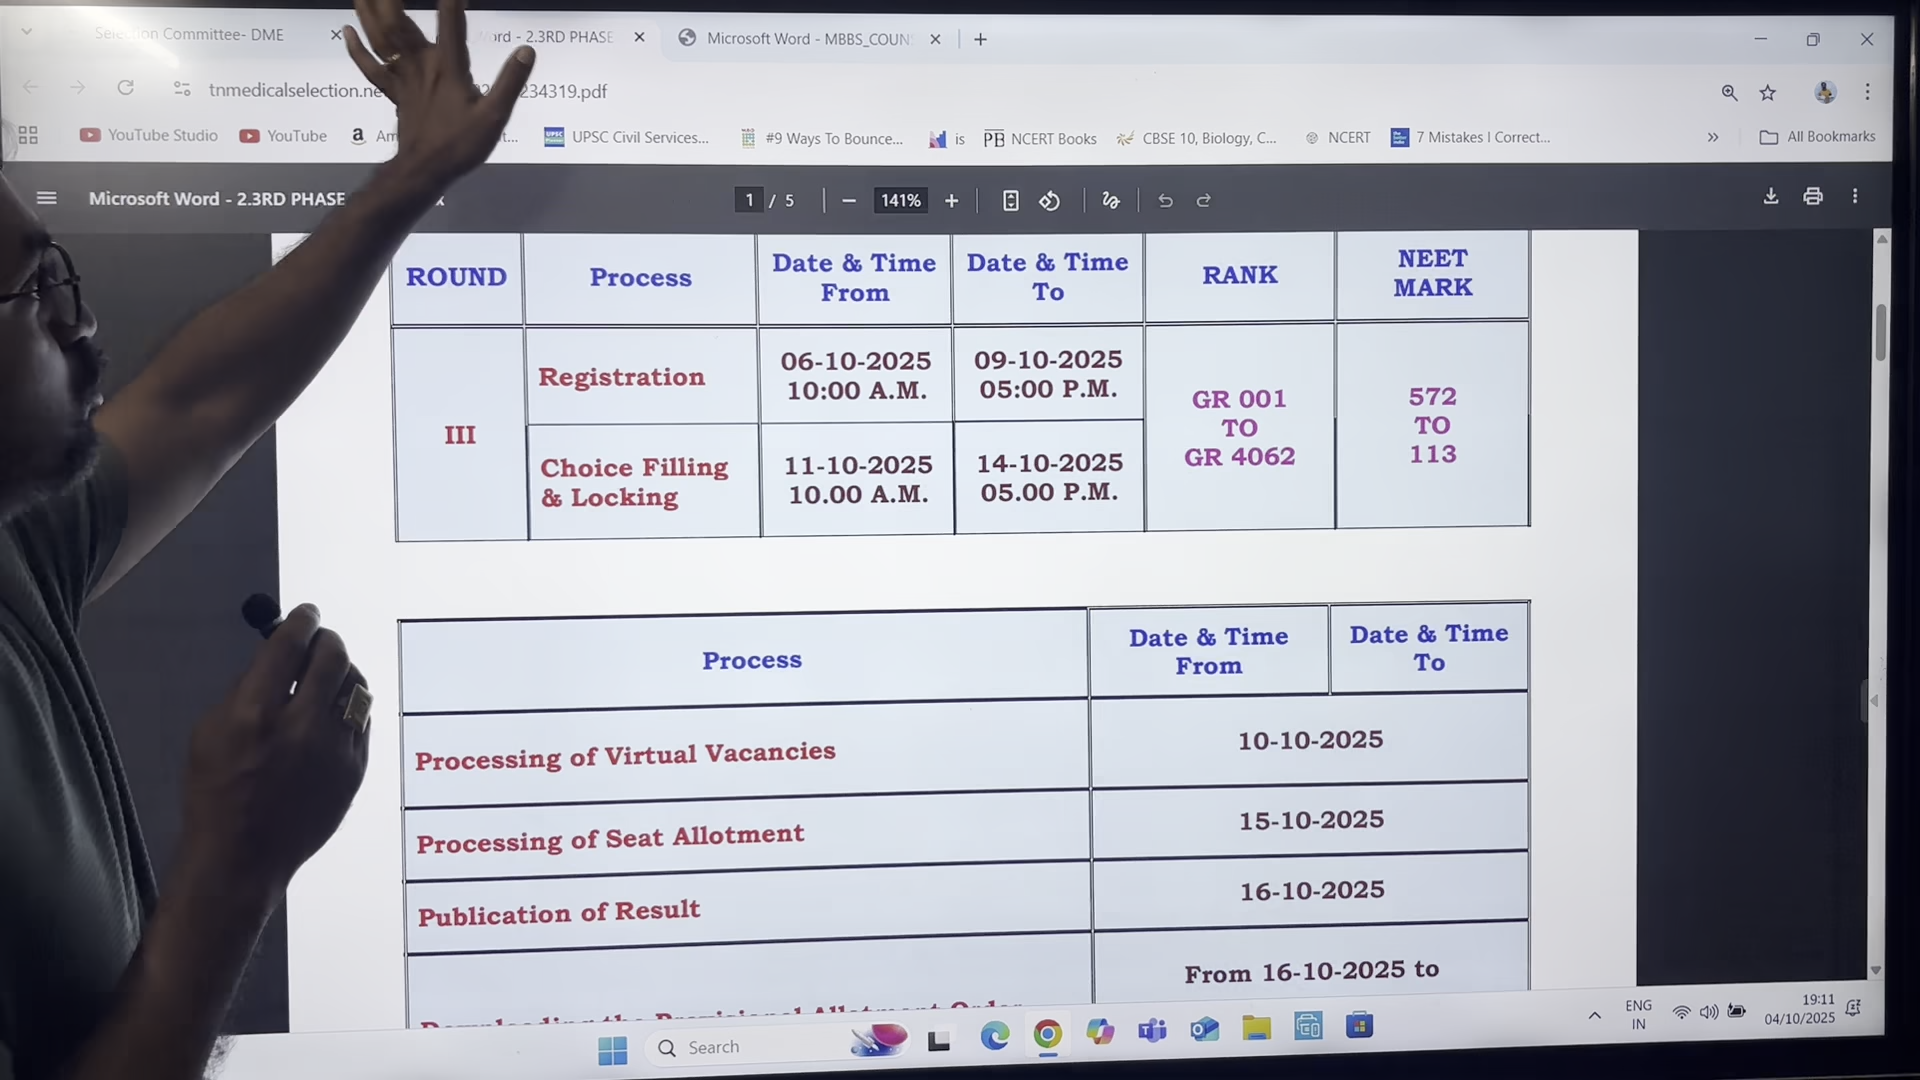 Selection Committee- DME
ord - 2.3RD PHASE
Microsoft Word - MBBS_COUN
tnmedicalselection.ne
234319.pdf
YouTube Studio
YouTube
UPSC Civil Services...
#9 Ways To Bounce...
is
NCERT Books
CBSE 10, Biology, C...
NCERT
7 Mistakes I Correct...
All Bookmarks
Microsoft Word - 2.3RD PHASE
1 / 5
141%
ROUND
Process
Date & Time
From
Date & Time
To
RANK
NEET
MARK
III
Registration
06-10-2025
10:00 A.M.
09-10-2025
05:00 P.M.
Choice Filling
& Locking
11-10-2025
10.00 A.M.
14-10-2025
05.00 P.M.
GR 001
TO
GR 4062
572
TO
113
Process
Date & Time
From
Date & Time
To
Processing of Virtual Vacancies
10-10-2025
Processing of Seat Allotment
15-10-2025
Publication of Result
16-10-2025
From 16-10-2025 to
Search
ENG
IN
19:11
04/10/2025